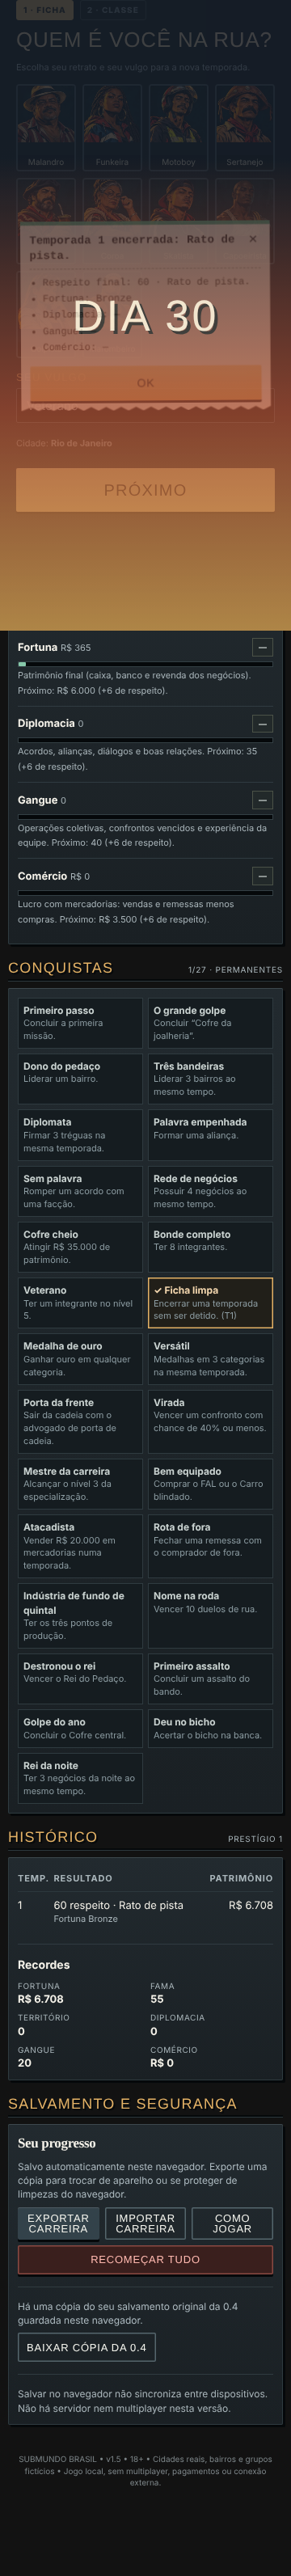 1 · FICHA
2 · CLASSE
QUEM É VOCÊ NA RUA?
Escolha seu retrato e seu vulgo para a nova temporada.
Malandro
Funkeira
Motoboy
Sertanejo
Temporada 1 encerrada: Rato de
pista.
×
• Respeito final: 60 - Rato de pista.
• Fortuna: Bronze
DIA 30
• Comércio: —
OK
Cidade: Rio de Janeiro
PRÓXIMO
Fortuna R$ 365
—
Patrimônio final (caixa, banco e revenda dos negócios).
Próximo: R$ 6.000 (+6 de respeito).
Diplomacia 0
—
Acordos, alianças, diálogos e boas relações. Próximo: 35
(+6 de respeito).
Gangue 0
—
Operações coletivas, confrontos vencidos e experiência da
equipe. Próximo: 40 (+6 de respeito).
Comércio R$ 0
—
Lucro com mercadorias: vendas e remessas menos
compras. Próximo: R$ 3.500 (+6 de respeito).
CONQUISTAS
1/27 · PERMANENTES
Primeiro passo
Concluir a primeira
missão.
O grande golpe
Concluir "Cofre da
joalheria".
Dono do pedaço
Liderar um bairro.
Três bandeiras
Liderar 3 bairros ao
mesmo tempo.
Diplomata
Firmar 3 tréguas na
mesma temporada.
Palavra empenhada
Formar uma aliança.
Sem palavra
Romper um acordo com
uma facção.
Rede de negócios
Possuir 4 negócios ao
mesmo tempo.
Cofre cheio
Atingir R$ 35.000 de
patrimônio.
Bonde completo
Ter 8 integrantes.
Veterano
Ter um integrante no nível
5.
✓ Ficha limpa
Encerrar uma temporada
sem ser detido. (T1)
Medalha de ouro
Ganhar ouro em qualquer
categoria.
Versátil
Medalhas em 3 categorias
na mesma temporada.
Porta da frente
Sair da cadeia com o
advogado de porta de
cadeia.
Virada
Vencer um confronto com
chance de 40% ou menos.
Mestre da carreira
Alcançar o nível 3 da
especialização.
Bem equipado
Comprar o FAL ou o Carro
blindado.
Atacadista
Vender R$ 20.000 em
mercadorias numa
temporada.
Rota de fora
Fechar uma remessa com
o comprador de fora.
Indústria de fundo de
quintal
Ter os três pontos de
produção.
Nome na roda
Vencer 10 duelos de rua.
Destronou o rei
Vencer o Rei do Pedaço.
Primeiro assalto
Concluir um assalto do
bando.
Golpe do ano
Concluir o Cofre central.
Deu no bicho
Acertar o bicho na banca.
Rei da noite
Ter 3 negócios da noite ao
mesmo tempo.
HISTÓRICO
PRESTÍGIO 1
TEMP. RESULTADO PATRIMÔNIO
1 60 respeito · Rato de pista R$ 6.708
Fortuna Bronze
Recordes
FORTUNA
R$ 6.708
FAMA
55
TERRITÓRIO
0
DIPLOMACIA
0
GANGUE
20
COMÉRCIO
R$ 0
SALVAMENTO E SEGURANÇA
Seu progresso
Salvo automaticamente neste navegador. Exporte uma
cópia para trocar de aparelho ou se proteger de
limpezas do navegador.
EXPORTAR
CARREIRA
IMPORTAR
CARREIRA
COMO
JOGAR
RECOMEÇAR TUDO
Há uma cópia do seu salvamento original da 0.4
guardada neste navegador.
BAIXAR CÓPIA DA 0.4
Salvar no navegador não sincroniza entre dispositivos.
Não há servidor nem multiplayer nesta versão.
SUBMUNDO BRASIL • v1.5 • 18+ • Cidades reais, bairros e grupos
fictícios • Jogo local, sem multiplayer, pagamentos ou conexão
externa.